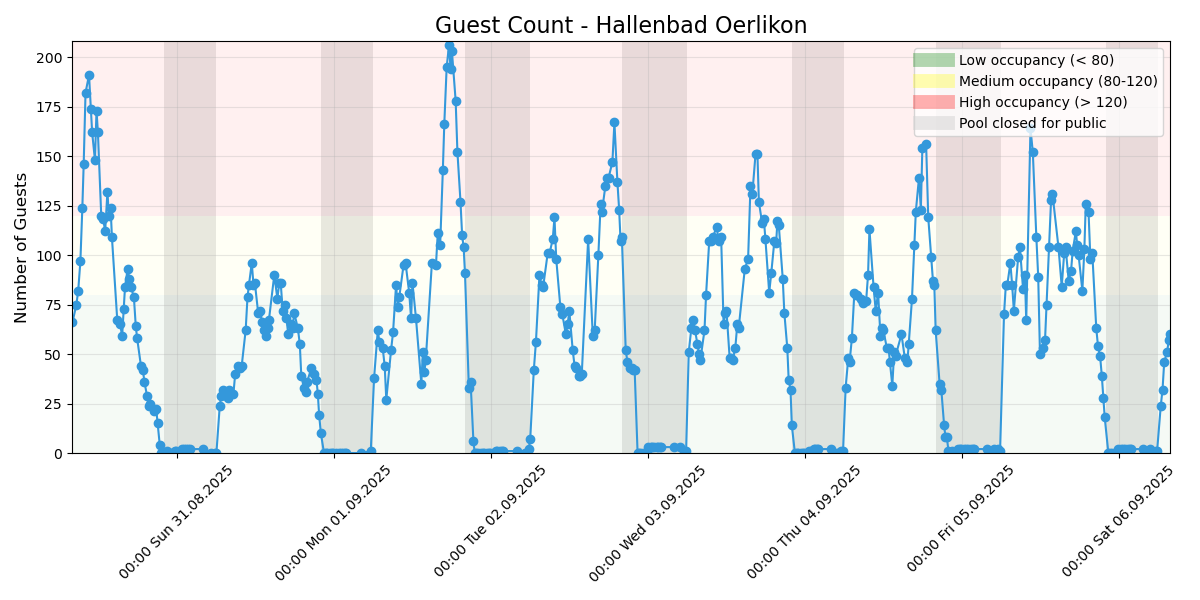 Guest Count - Hallenbad Oerlikon
Number of Guests
200
175
150
125
100
75
50
25
0
Low occupancy (< 80)
Medium occupancy (80-120)
High occupancy (> 120)
Pool closed for public
00:00 Sun 31.08.2025
00:00 Mon 01.09.2025
00:00 Tue 02.09.2025
00:00 Wed 03.09.2025
00:00 Thu 04.09.2025
00:00 Fri 05.09.2025
00:00 Sat 06.09.2025